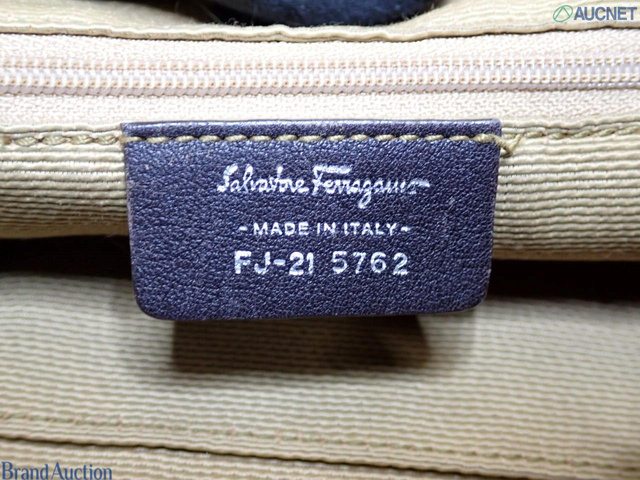 AUCNET
Salvatore Ferragamo
- MADE IN ITALY -
FJ-21 5762
Brand Auction